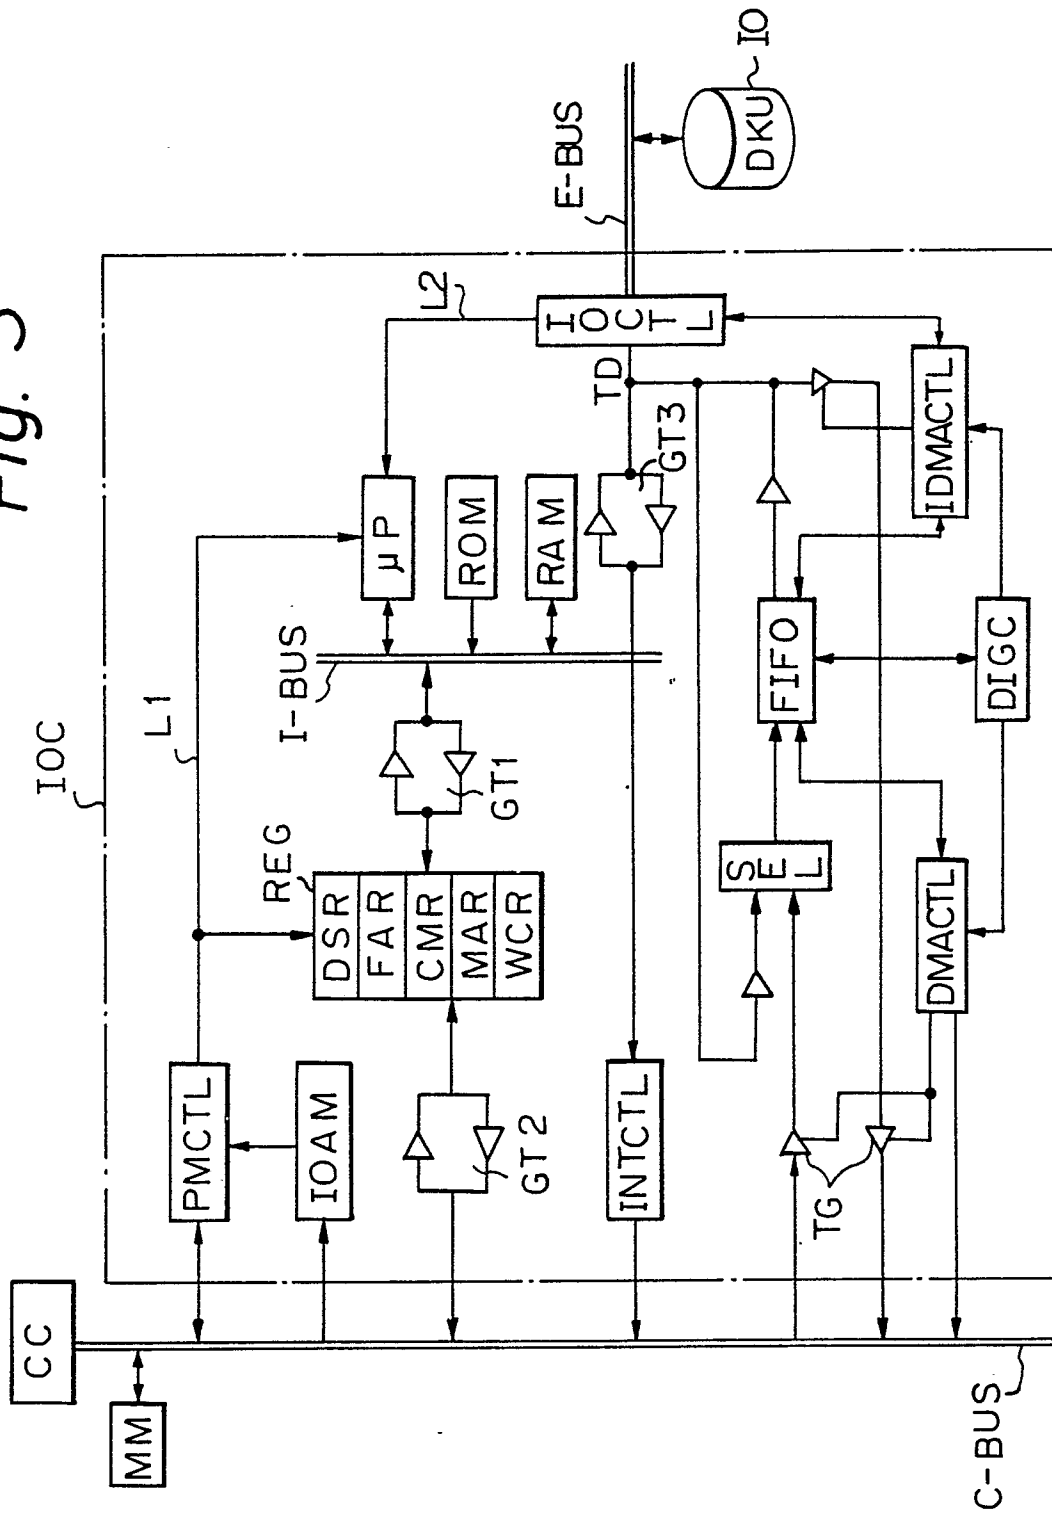 Fig. 3
CC
MM
C-BUS
IOC
PMCTL
IOAM
L1
REG
DSR
FAR
CMR
MAR
WCR
GT2
GT1
I-BUS
μP
ROM
RAM
L2
IOCTL
TD
GT3
E-BUS
DKU
IO
INTCTL
SEL
FIFO
TG
DMACTL
DIGC
IDMACTL